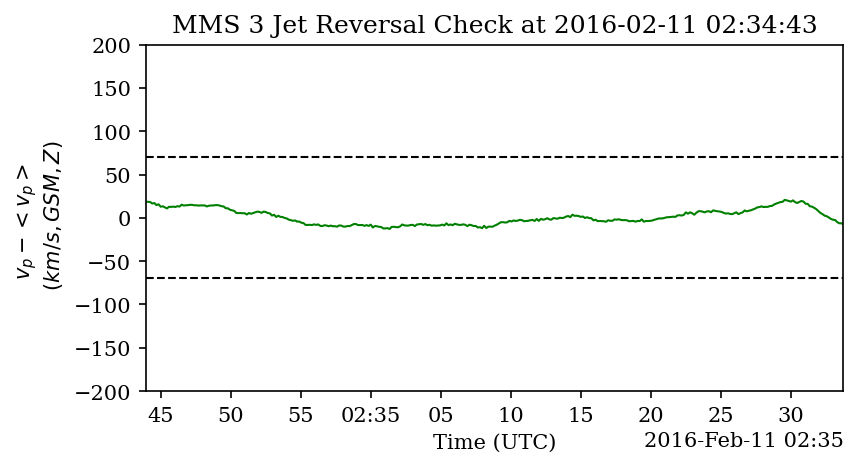 MMS 3 Jet Reversal Check at 2016-02-11 02:34:43
200
150
100
50
0
−50
−100
−150
−200
v_p − < v_p >
(km/s, GSM, Z)
45 50 55 02:35 05 10 15 20 25 30
Time (UTC)
2016-Feb-11 02:35